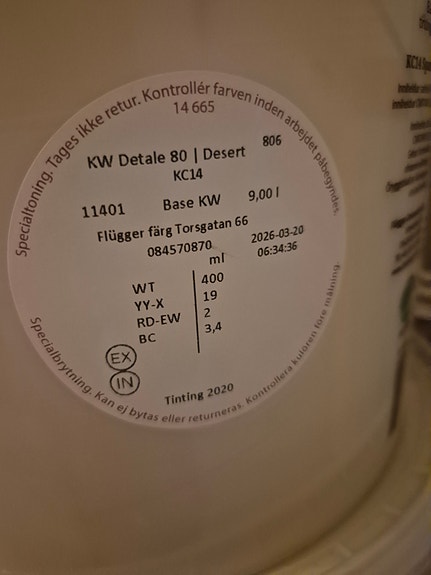 Specialtoning. Tages ikke retur. Kontrollér farven inden arbejdet påbegyndes.
14 665
806
KW Detale 80 | Desert
KC14
11401 Base KW 9,00 l
Flügger färg Torsgatan 66
084570870 2026-03-20
ml 06:34:36
WT 400
YY-X 19
RD-EW 2
BC 3,4
EX
IN
Tinting 2020
Specialbrytning. Kan ej bytas eller returneras. Kontrollera kulören före målning.